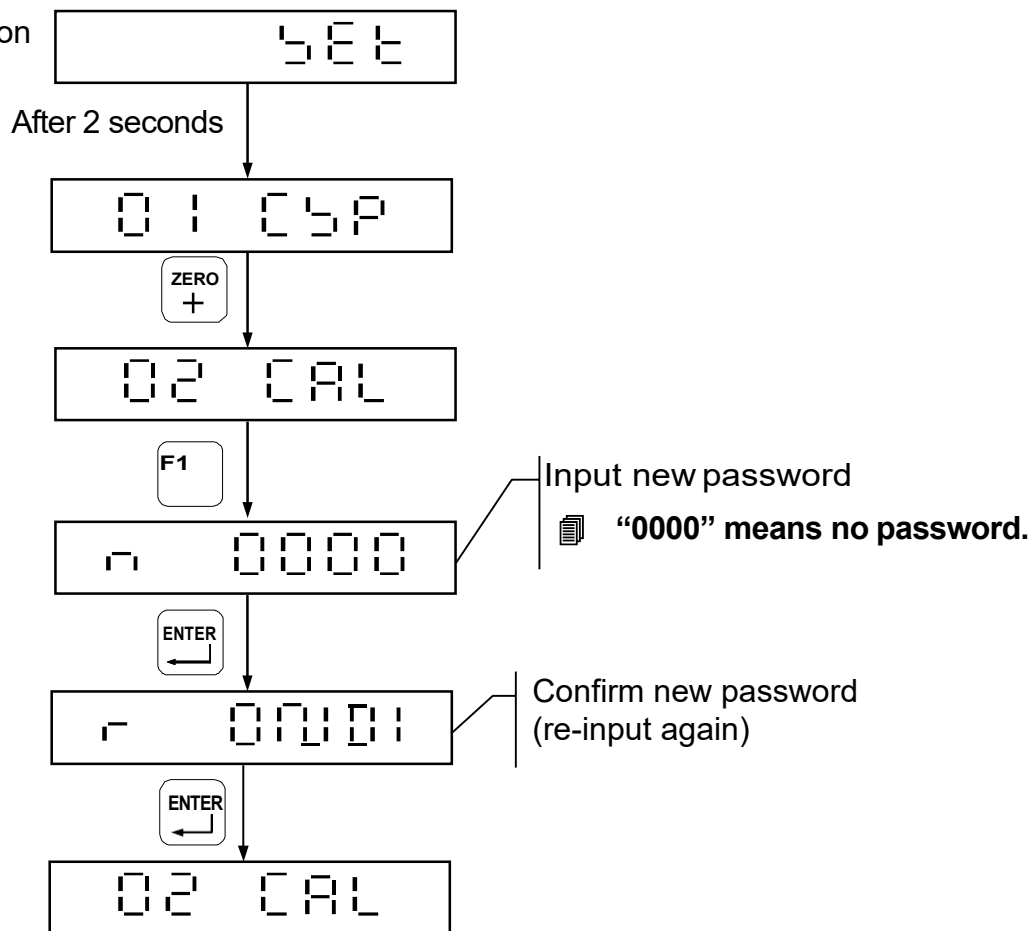 on
SEt
After 2 seconds
01 CSP
ZERO
+
02 CAL
F1
Input new password
“0000” means no password.
n 0000
ENTER
Confirm new password
(re-input again)
r
ENTER
02 CAL